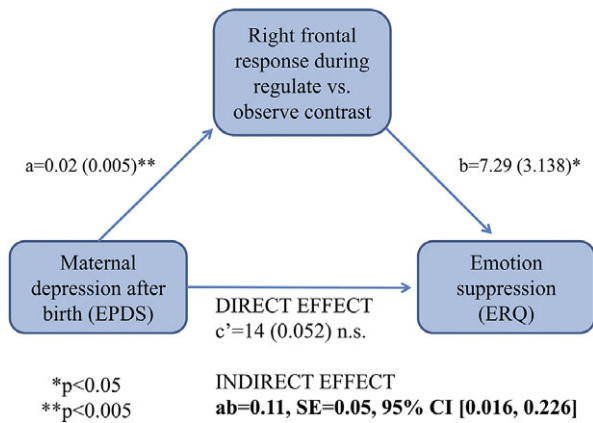 Right frontal
response during
regulate vs.
observe contrast
a=0.02 (0.005)**
b=7.29 (3.138)*
Maternal
depression after
birth (EPDS)
Emotion
suppression
(ERQ)
DIRECT EFFECT
c’=14 (0.052) n.s.
*p<0.05
**p<0.005
INDIRECT EFFECT
ab=0.11, SE=0.05, 95% CI [0.016, 0.226]